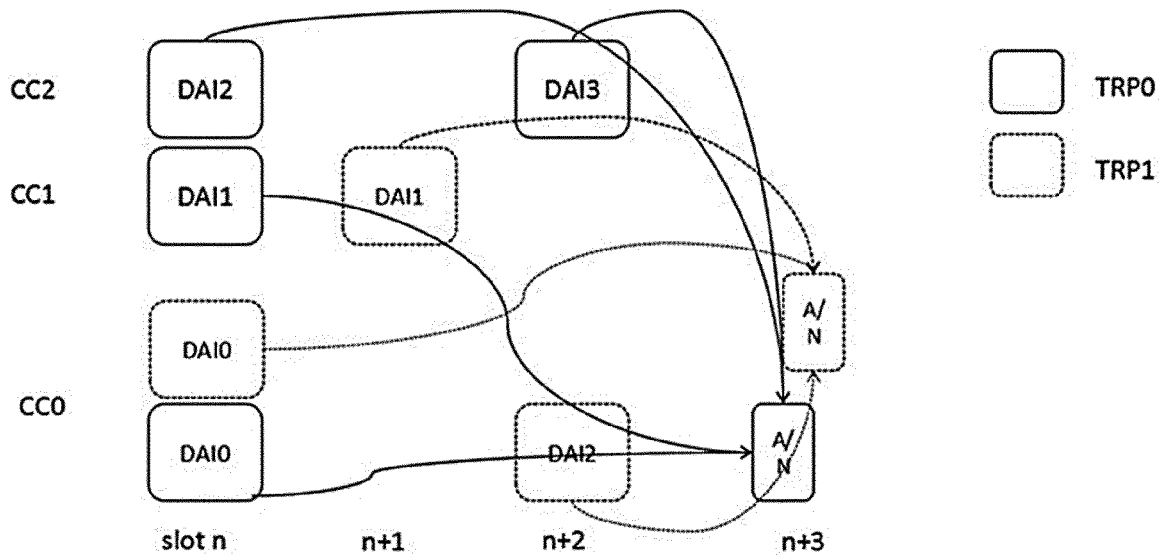 CC2
DAI2
DAI3
TRP0
CC1
DAI1
DAI1
TRP1
CC0
DAI0
A/
N
DAI0
DAI2
A/
N
slot n
n+1
n+2
n+3